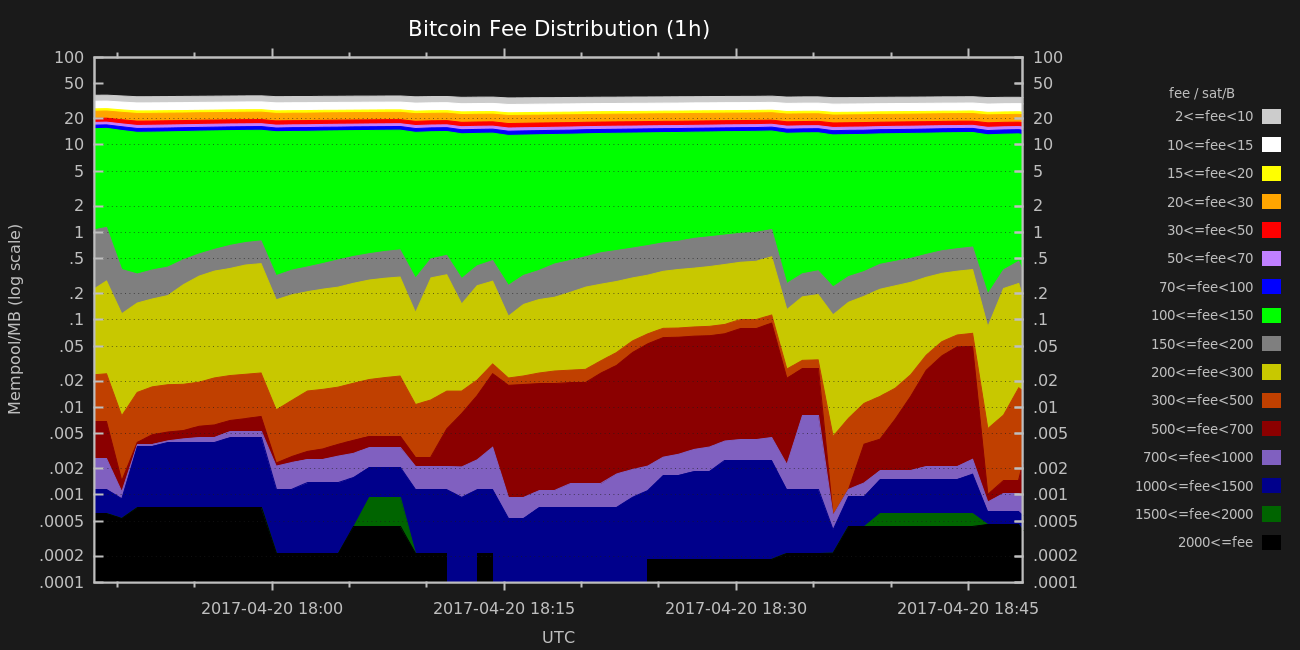 Bitcoin Fee Distribution (1h)
100
50
20
10
5
2
1
.5
.2
.1
.05
.02
.01
.005
.002
.001
.0005
.0002
.0001
Mempool/MB (log scale)
100
50
20
10
5
2
1
.5
.2
.1
.05
.02
.01
.005
.002
.001
.0005
.0002
.0001
2017-04-20 18:00
2017-04-20 18:15
2017-04-20 18:30
2017-04-20 18:45
UTC
fee / sat/B
2<=fee<10
10<=fee<15
15<=fee<20
20<=fee<30
30<=fee<50
50<=fee<70
70<=fee<100
100<=fee<150
150<=fee<200
200<=fee<300
300<=fee<500
500<=fee<700
700<=fee<1000
1000<=fee<1500
1500<=fee<2000
2000<=fee